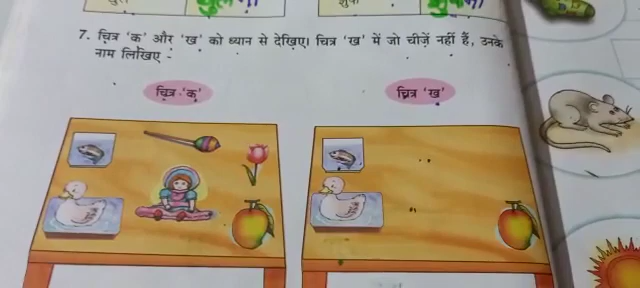 7. चित्र 'क' और 'ख' को ध्यान से देखिए। चित्र 'ख' में जो चीज़ें नहीं हैं, उनके
नाम लिखिए -
चित्र 'क'
चित्र 'ख'